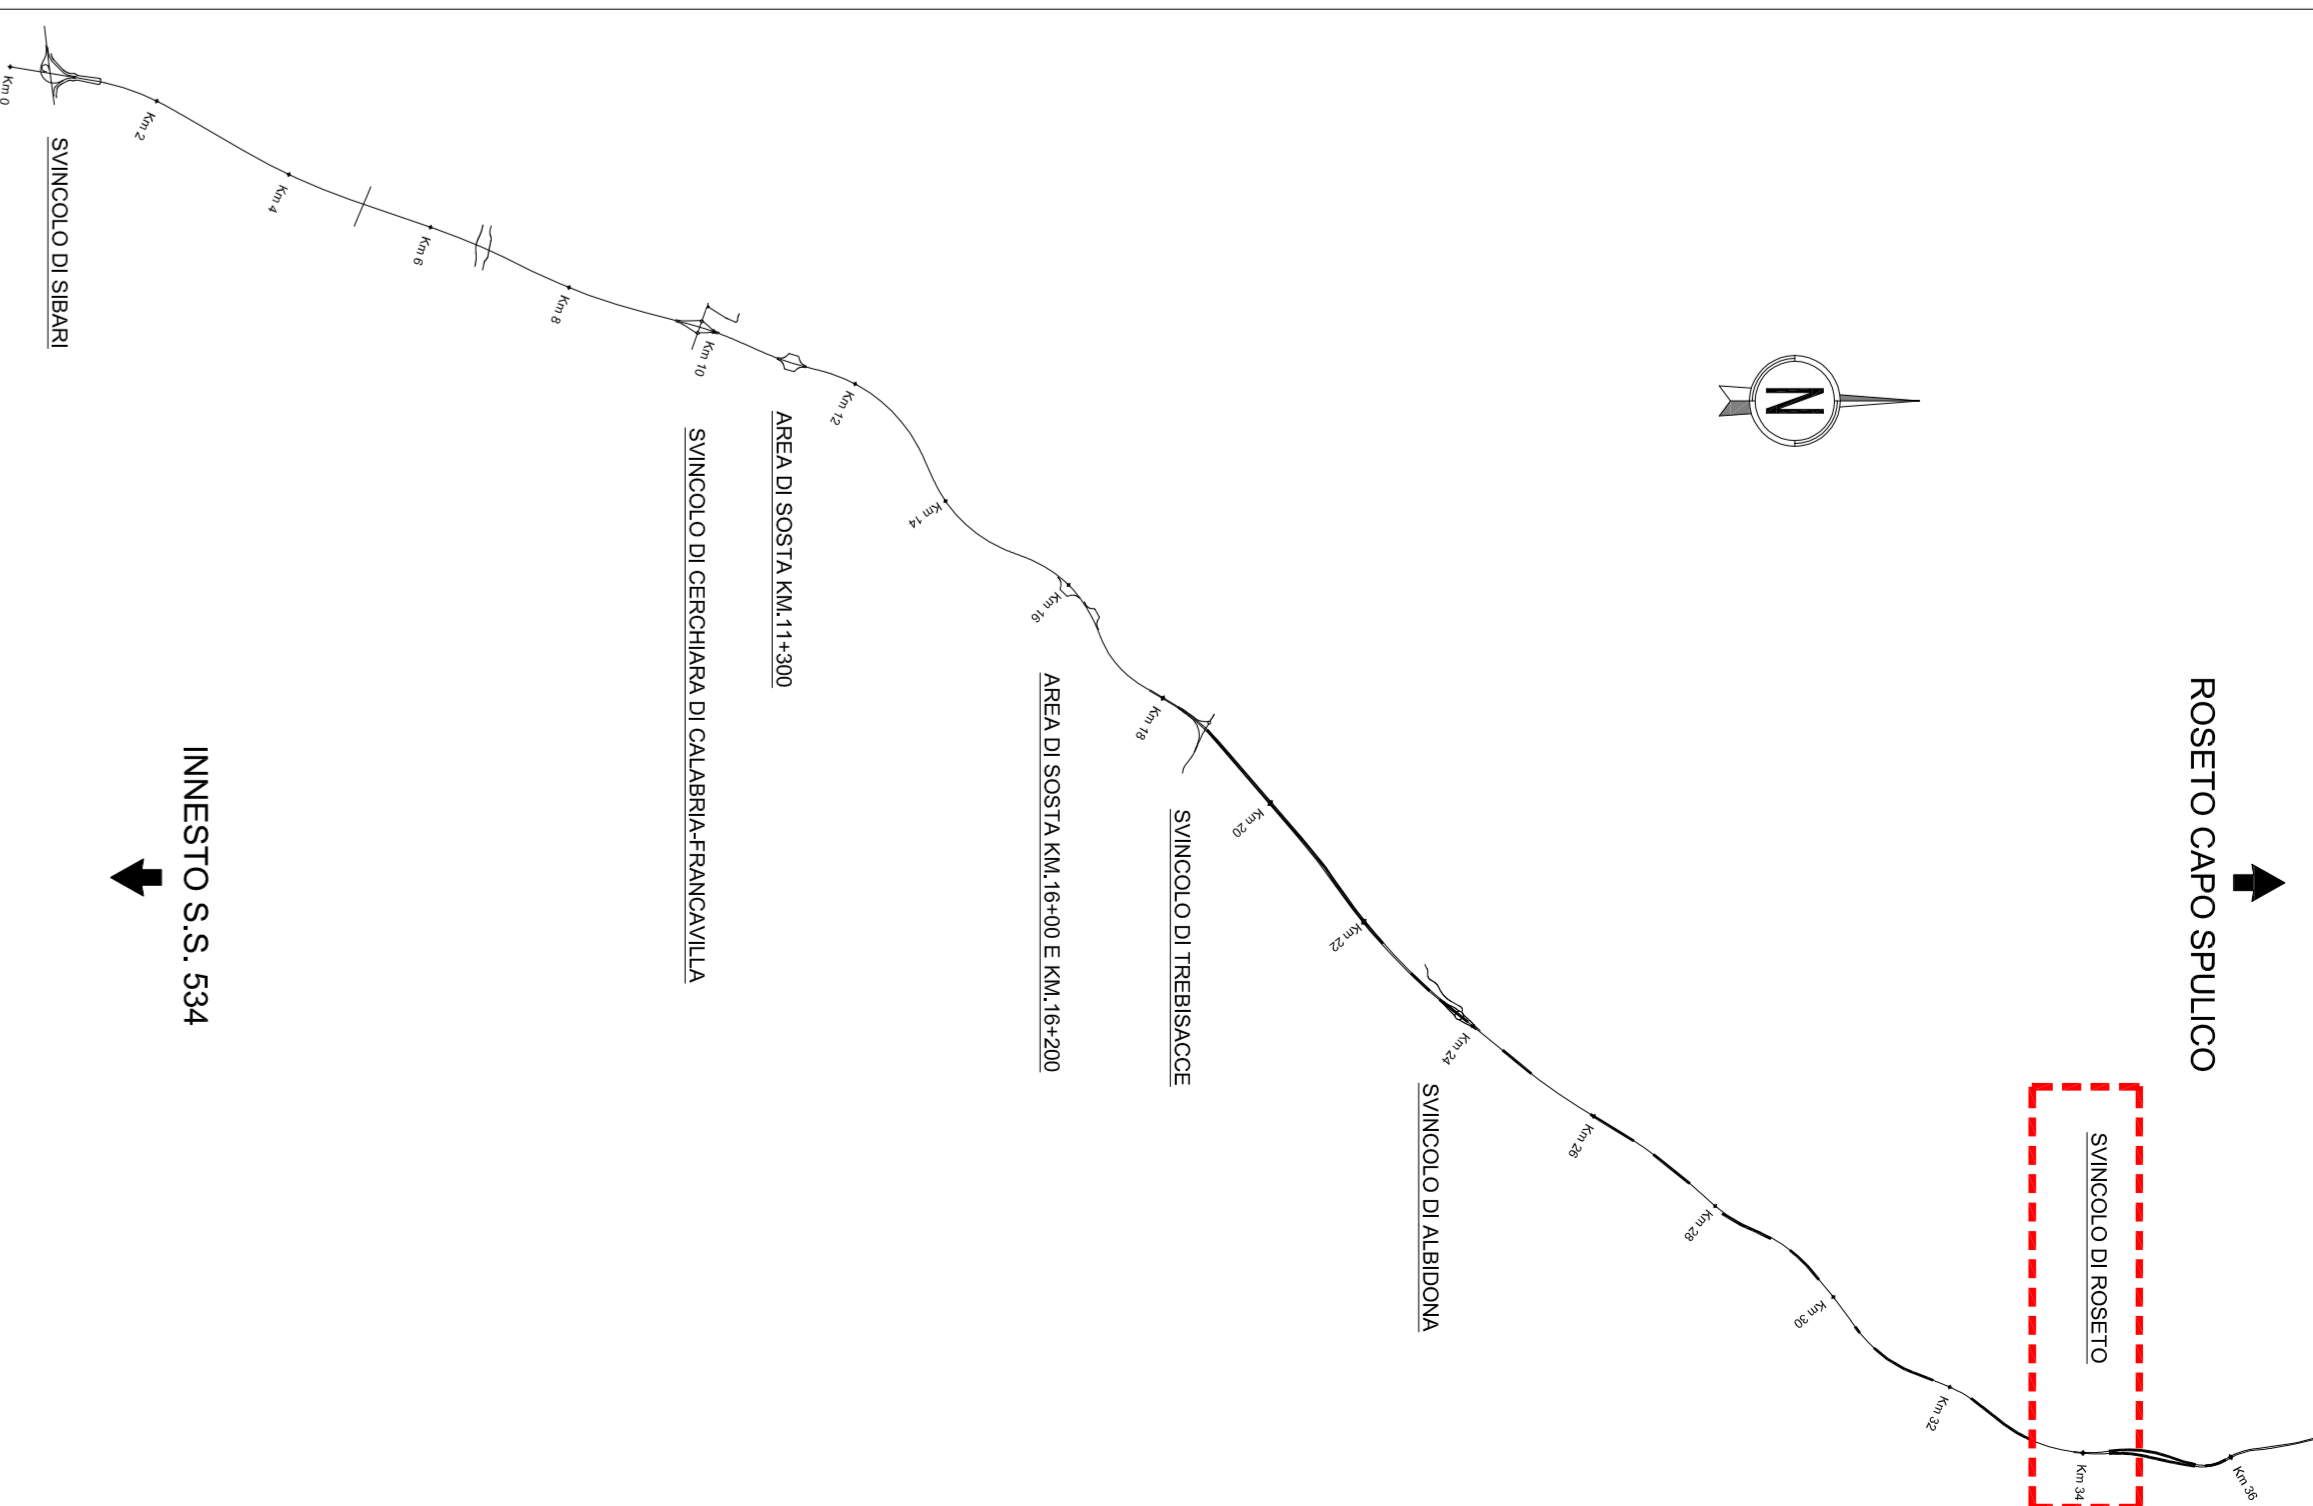 Km 0
SVINCOLO DI SIBARI
Km 2
Km 4
Km 6
Km 8
Km 10
SVINCOLO DI CERCHIARA DI CALABRIA-FRANCAVILLA
AREA DI SOSTA KM.11+300
Km 12
Km 14
Km 16
AREA DI SOSTA KM.16+00 E KM.16+200
Km 18
SVINCOLO DI TREBISACCE
Km 20
Km 22
Km 24
SVINCOLO DI ALBIDONA
Km 26
Km 28
Km 30
Km 32
SVINCOLO DI ROSETO
Km 34
Km 36
N
ROSETO CAPO SPULICO
INNESTO S.S. 534